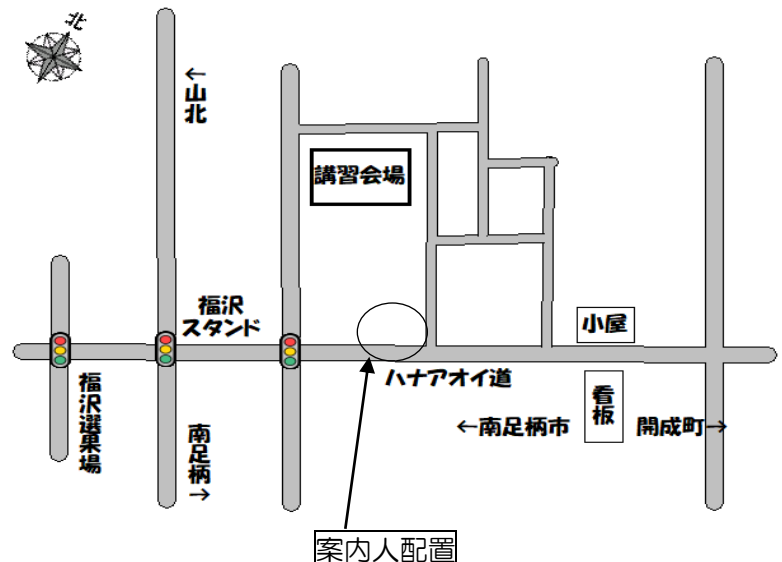 北
←山北
講習会場
福沢
スタンド
小屋
ハナアオイ道
福沢選果場
南足柄→
←南足柄市
看板
開成町→
案内人配置